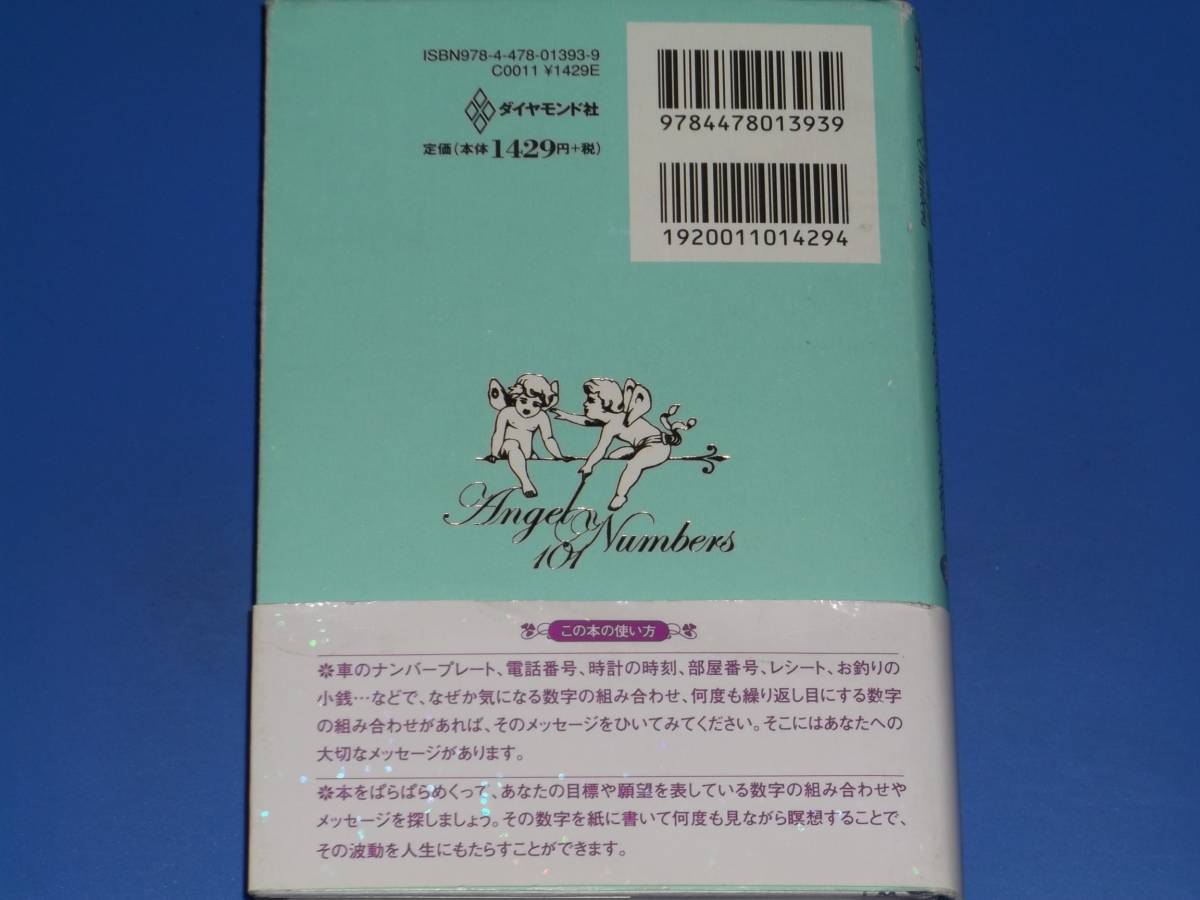 ISBN978-4-478-01393-9
C0011 ¥1429E
ダイヤモンド社
定価(本体1429円+税)
9784478013939
1920011014294
Angel Numbers
101
この本の使い方
❊車のナンバープレート、電話番号、時計の時刻、部屋番号、レシート、お釣りの
小銭…などで、なぜか気になる数字の組み合わせ、何度も繰り返し目にする数字
の組み合わせがあれば、そのメッセージをひいてみてください。そこにはあなたへの
大切なメッセージがあります。
❊本をぱらぱらめくって、あなたの目標や願望を表している数字の組み合わせや
メッセージを探しましょう。その数字を紙に書いて何度も見ながら瞑想することで、
その波動を人生にもたらすことができます。